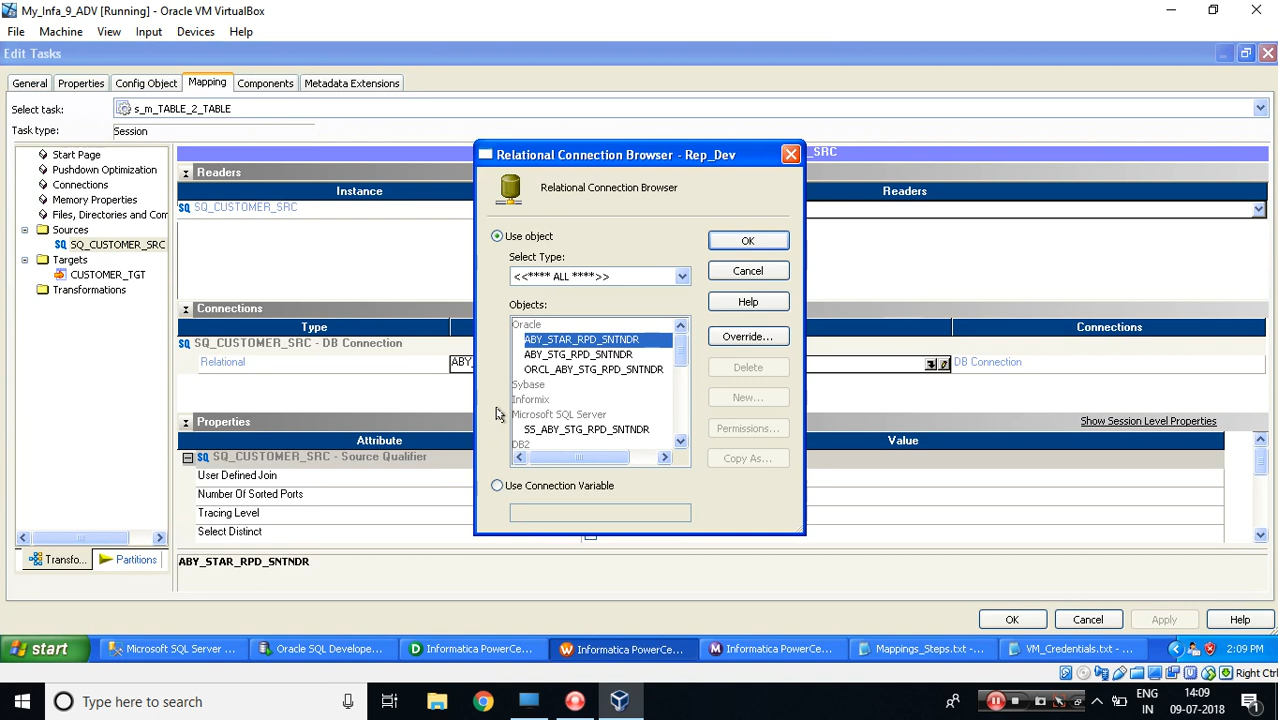 My_Infa_9_ADV [Running] - Oracle VM VirtualBox
File Machine View Input Devices Help
Edit Tasks
General Properties Config Object Mapping Components Metadata Extensions
Select task: s_m_TABLE_2_TABLE
Task type: Session
Start Page
Pushdown Optimization
Connections
Memory Properties
Files, Directories and Com
Sources
SQ SQ_CUSTOMER_SRC
Targets
CUSTOMER_TGT
Transformations
Transfo... Partitions
_SRC
Readers
Instance Readers
SQ SQ_CUSTOMER_SRC
Connections
Type Connections
SQ_CUSTOMER_SRC - DB Connection
Relational ABY_ DB Connection
Properties Show Session Level Properties
Attribute Value
SQ SQ_CUSTOMER_SRC - Source Qualifier
User Defined Join
Number Of Sorted Ports
Tracing Level
Select Distinct
ABY_STAR_RPD_SNTNDR
Relational Connection Browser - Rep_Dev
Relational Connection Browser
Use object
Select Type:
<<**** ALL ****>>
Objects:
Oracle
ABY_STAR_RPD_SNTNDR
ABY_STG_RPD_SNTNDR
ORCL_ABY_STG_RPD_SNTNDR
Sybase
Informix
Microsoft SQL Server
SS_ABY_STG_RPD_SNTNDR
DB2
Use Connection Variable
OK
Cancel
Help
Override...
Delete
New...
Permissions...
Copy As...
OK Cancel Apply Help
start Microsoft SQL Server ... Oracle SQL Develope... Informatica PowerCe... Informatica PowerCe... Informatica PowerCe... Mappings_Steps.txt -... VM_Credentials.txt - ... 2:09 PM
Right Ctrl
Type here to search
ENG 14:09
IN 09-07-2018